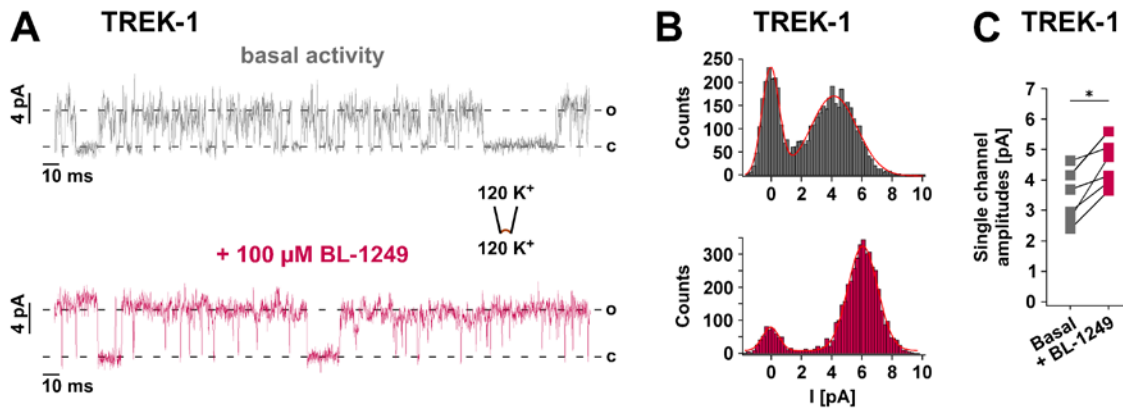 A TREK-1
basal activity
4 pA
o
c
10 ms
120 K⁺
120 K⁺
+ 100 µM BL-1249
4 pA
o
c
10 ms
B TREK-1
Counts
250
200
150
100
50
0
0 2 4 6 8 10
Counts
300
200
100
0
0 2 4 6 8 10
I [pA]
C TREK-1
*
Single channel
amplitudes [pA]
7
6
5
4
3
2
1
0
Basal
+ BL-1249